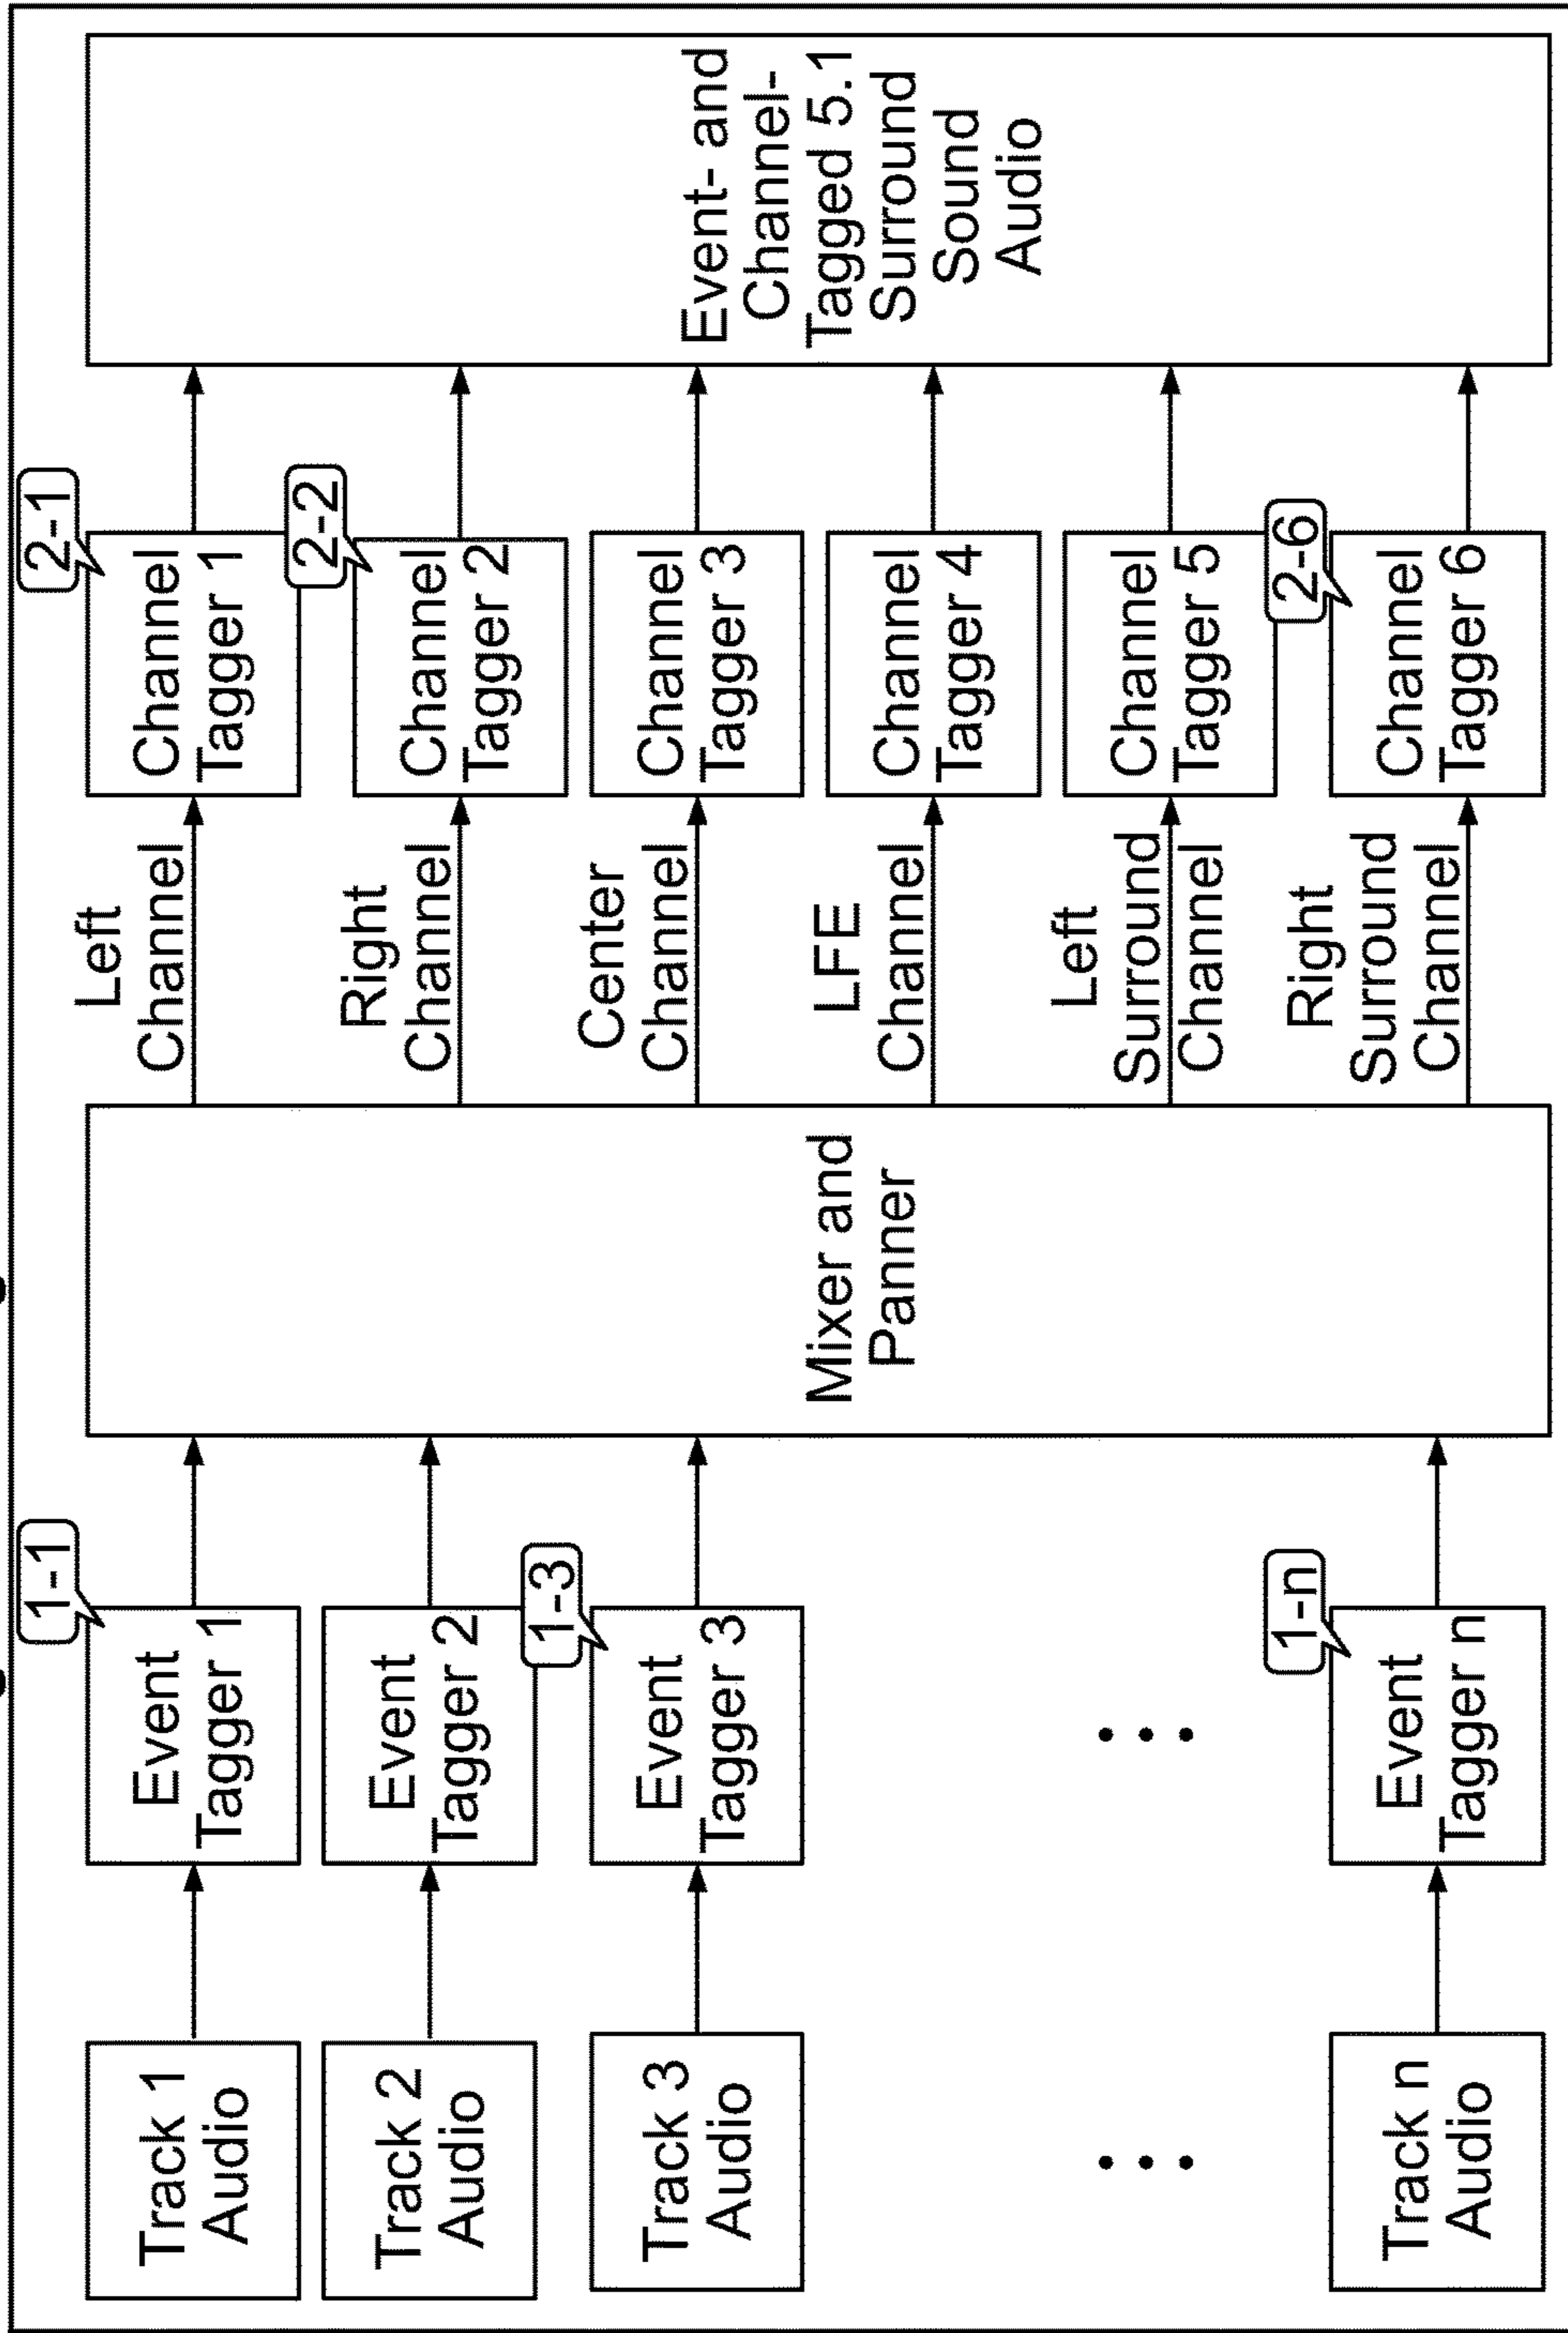 Track 1
Audio
Track 2
Audio
Track 3
Audio
Track n
Audio
1-1
Event
Tagger 1
Event
Tagger 2
1-3
Event
Tagger 3
1-n
Event
Tagger n
Mixer and
Panner
Left
Channel
Right
Channel
Center
Channel
LFE
Channel
Left
Surround
Channel
Right
Surround
Channel
2-1
Channel
Tagger 1
2-2
Channel
Tagger 2
Channel
Tagger 3
Channel
Tagger 4
Channel
Tagger 5
2-6
Channel
Tagger 6
Event- and
Channel-
Tagged 5.1
Surround
Sound
Audio